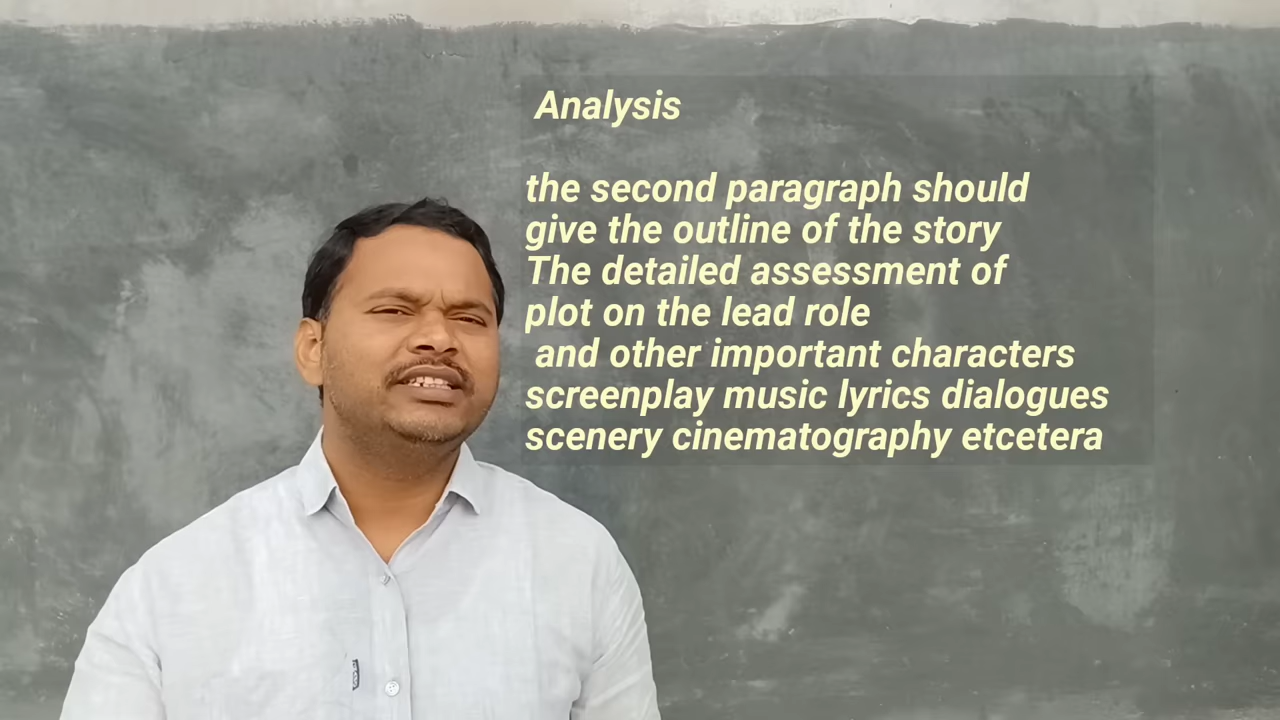 Analysis
the second paragraph should
give the outline of the story
The detailed assessment of
plot on the lead role
and other important characters
screenplay music lyrics dialogues
scenery cinematography etcetera